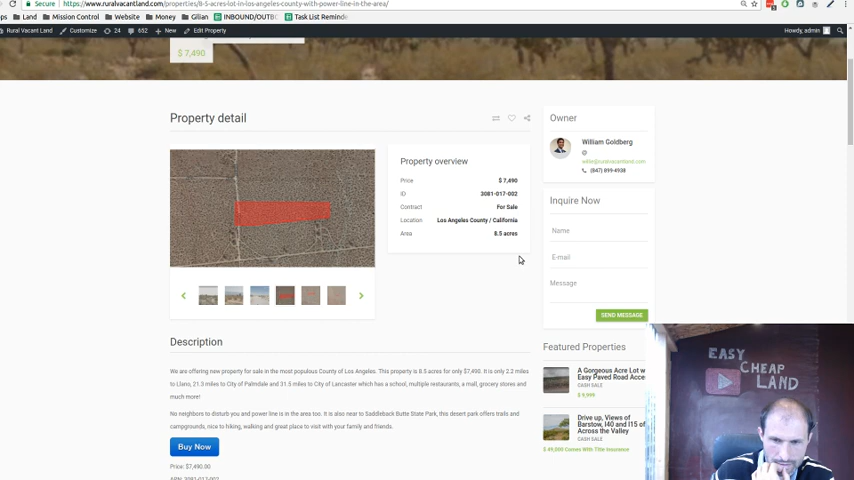 Secure https://www.ruralvacantland.com/properties/8-5-acres-lot-in-los-angeles-county-with-power-line-in-the-area/
Land Mission Control Website Money Gilian INBOUND/OUTBO Task List Remind
Rural Vacant Land Customize 24 652 New Edit Property Howdy, admin
$ 7,490
Property detail
Property overview
Price $ 7,490
ID 3081-017-002
Contract For Sale
Location Los Angeles County / California
Area 8.5 acres
Owner
William Goldberg
@
willie@ruralvacantland.com
(847) 899-4938
Inquire Now
Name
E-mail
Message
SEND MESSAGE
Description
We are offering new property for sale in the most populous County of Los Angeles. This property is 8.5 acres for only $7,490. It is only 2.2 miles
to Llano, 21.5 miles to City of Palmdale and 31.5 miles to City of Lancaster which has a school, multiple restaurants, a mall, grocery stores and
much more!
No neighbors to disturb you and power line is in the area too. It is also near to Saddleback Butte State Park, this desert park offers trails and
campgrounds, nice to hiking, walking and great place to visit with your family and friends.
Buy Now
Price: $7,490.00
APN: 3081-017-002
Featured Properties
A Gorgeous Acre Lot w
Easy Paved Road Acce
CASH SALE
$ 9,999
Drive up, Views of
Barstow, I40 and I15 of
Across the Valley
CASH SALE
$ 49,000 Comes With Title Insurance
EASY
CHEAP
LAND